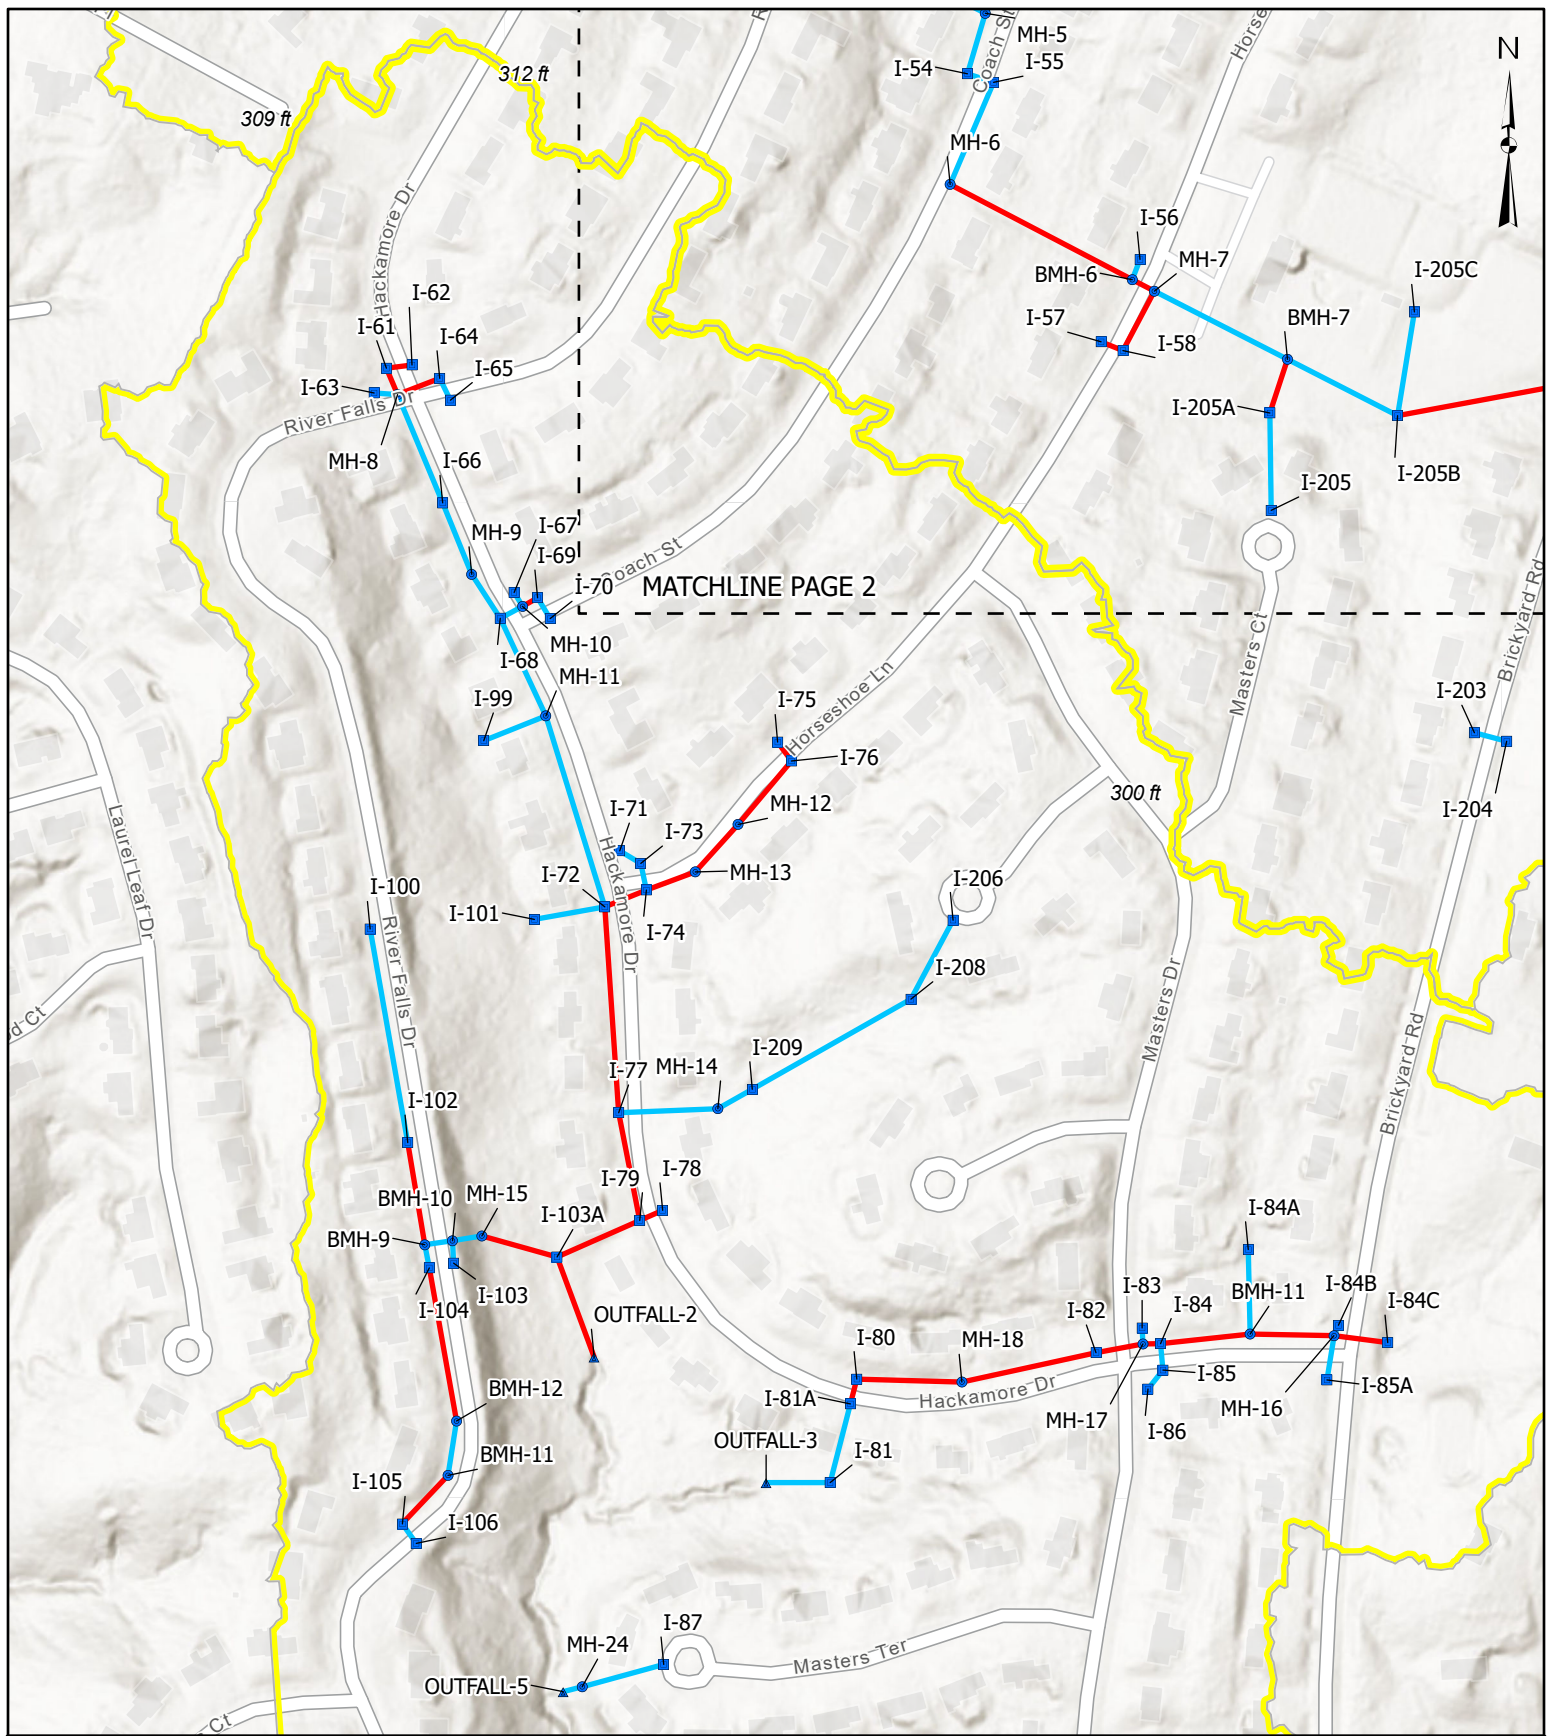 MH-5
Coach St
I-54
I-55
Horse
R
N
312 ft
309 ft
MH-6
Hackamore Dr
I-56
MH-7
BMH-6
I-205C
I-62
I-61
I-64
I-57
I-58
BMH-7
I-63
I-65
River Falls Dr
I-205A
MH-8
I-66
I-205B
I-205
I-67
MH-9
I-69
Coach St
I-70
MATCHLINE PAGE 2
Brickyard Rd
I-68
MH-10
MH-11
Masters Ct
I-99
I-75
Horseshoe Ln
I-203
I-76
300 ft
MH-12
I-204
Laurel Leaf Dr
I-71
I-73
Hackamore Dr
I-72
MH-13
I-206
I-100
I-101
I-74
River Falls Dr
I-208
Masters Dr
od Ct
Brickyard Rd
I-209
MH-14
I-77
I-102
I-78
I-79
BMH-10
MH-15
I-103A
BMH-9
I-84A
I-103
I-104
OUTFALL-2
I-83
I-84
BMH-11
I-84B
I-84C
I-82
I-80
MH-18
I-81A
Hackamore Dr
I-85
I-85A
MH-17
MH-16
I-86
BMH-12
OUTFALL-3
I-81
BMH-11
I-105
I-106
I-87
MH-24
Masters Ter
OUTFALL-5
Ct